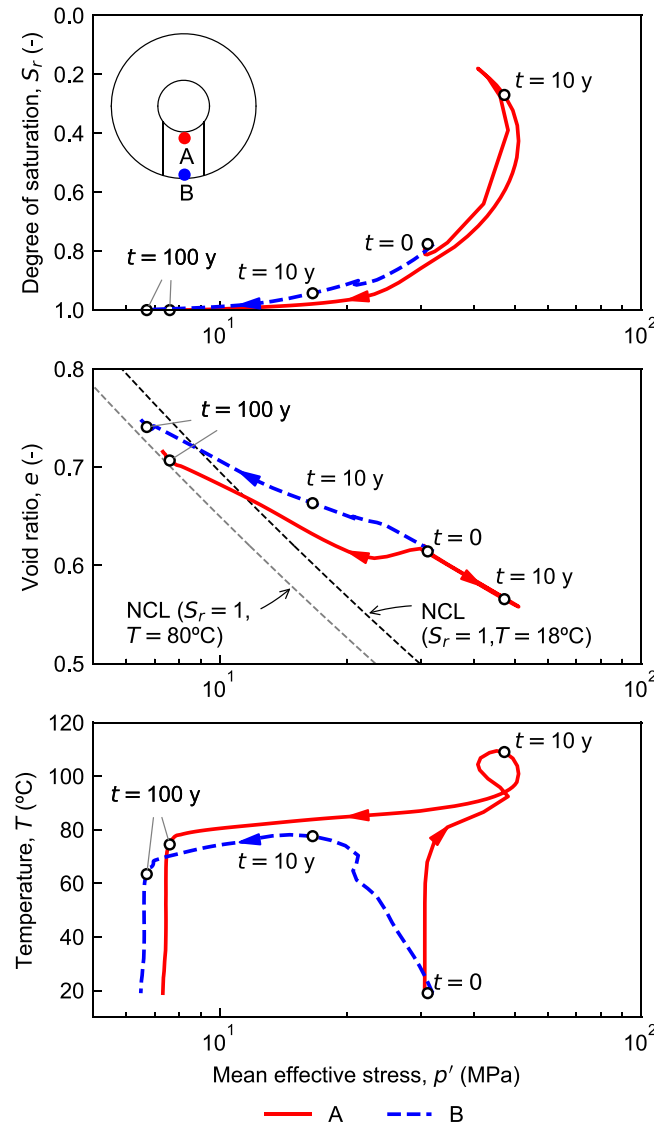 0.0
0.2
0.4
0.6
0.8
1.0
Degree of saturation, Sᵣ (-)
A
B
t = 10 y
t = 0
t = 10 y
t = 100 y
10¹
10²
0.8
0.7
0.6
0.5
Void ratio, e (-)
t = 100 y
t = 10 y
t = 0
t = 10 y
NCL (Sᵣ = 1,
T = 80ºC)
NCL
(Sᵣ = 1,T = 18ºC)
10¹
10²
120
100
80
60
40
20
Temperature, T (ºC)
t = 10 y
t = 100 y
t = 10 y
t = 0
10¹
10²
Mean effective stress, p′ (MPa)
A
B